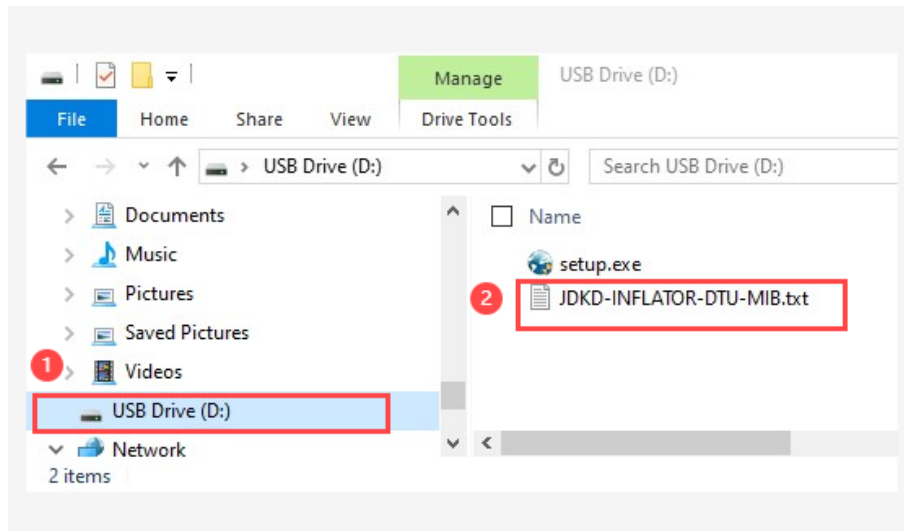 Manage USB Drive (D:)
File Home Share View Drive Tools
USB Drive (D:) Search USB Drive (D:)
Documents
Music
Pictures
Saved Pictures
1
Videos
USB Drive (D:)
Network
2 items
Name
setup.exe
2 JDKD-INFLATOR-DTU-MIB.txt